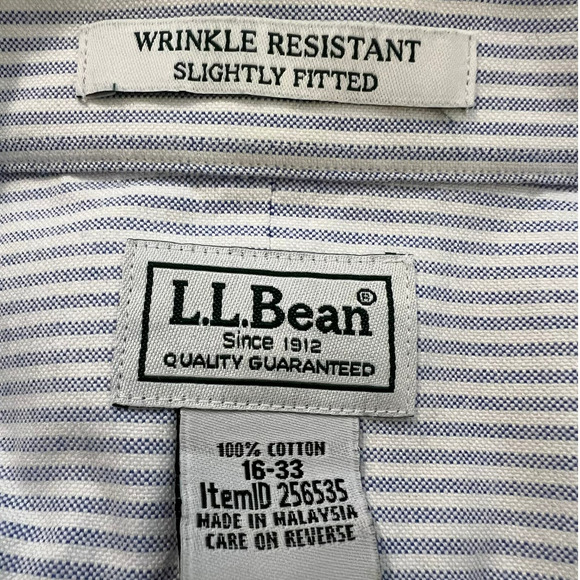 WRINKLE RESISTANT
SLIGHTLY FITTED
L.L.Bean®
Since 1912
QUALITY GUARANTEED
100% COTTON
16-33
ItemID 256535
MADE IN MALAYSIA
CARE ON REVERSE